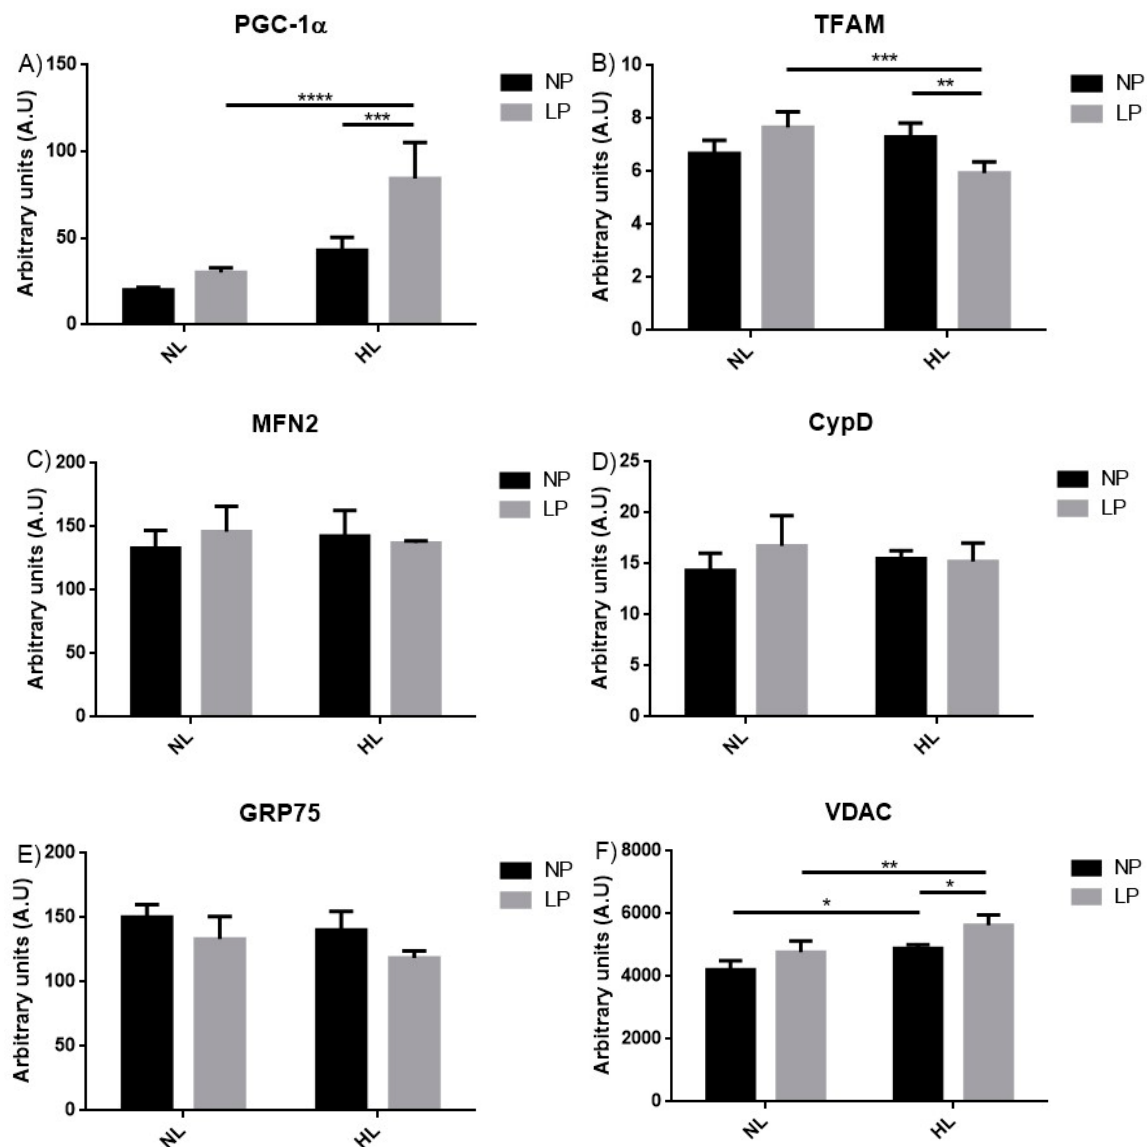 PGC-1α
A)
Arbitrary units (A.U)
150
100
50
0
****
***
NL
HL
NP
LP
TFAM
B)
Arbitrary units (A.U)
10
8
6
4
2
0
***
**
NL
HL
NP
LP
MFN2
C)
Arbitrary units (A.U)
200
150
100
50
0
NL
HL
NP
LP
CypD
D)
Arbitrary units (A.U)
25
20
15
10
5
0
NL
HL
NP
LP
GRP75
E)
Arbitrary units (A.U)
200
150
100
50
0
NL
HL
NP
LP
VDAC
F)
Arbitrary units (A.U)
8000
6000
4000
2000
0
**
*
*
NL
HL
NP
LP